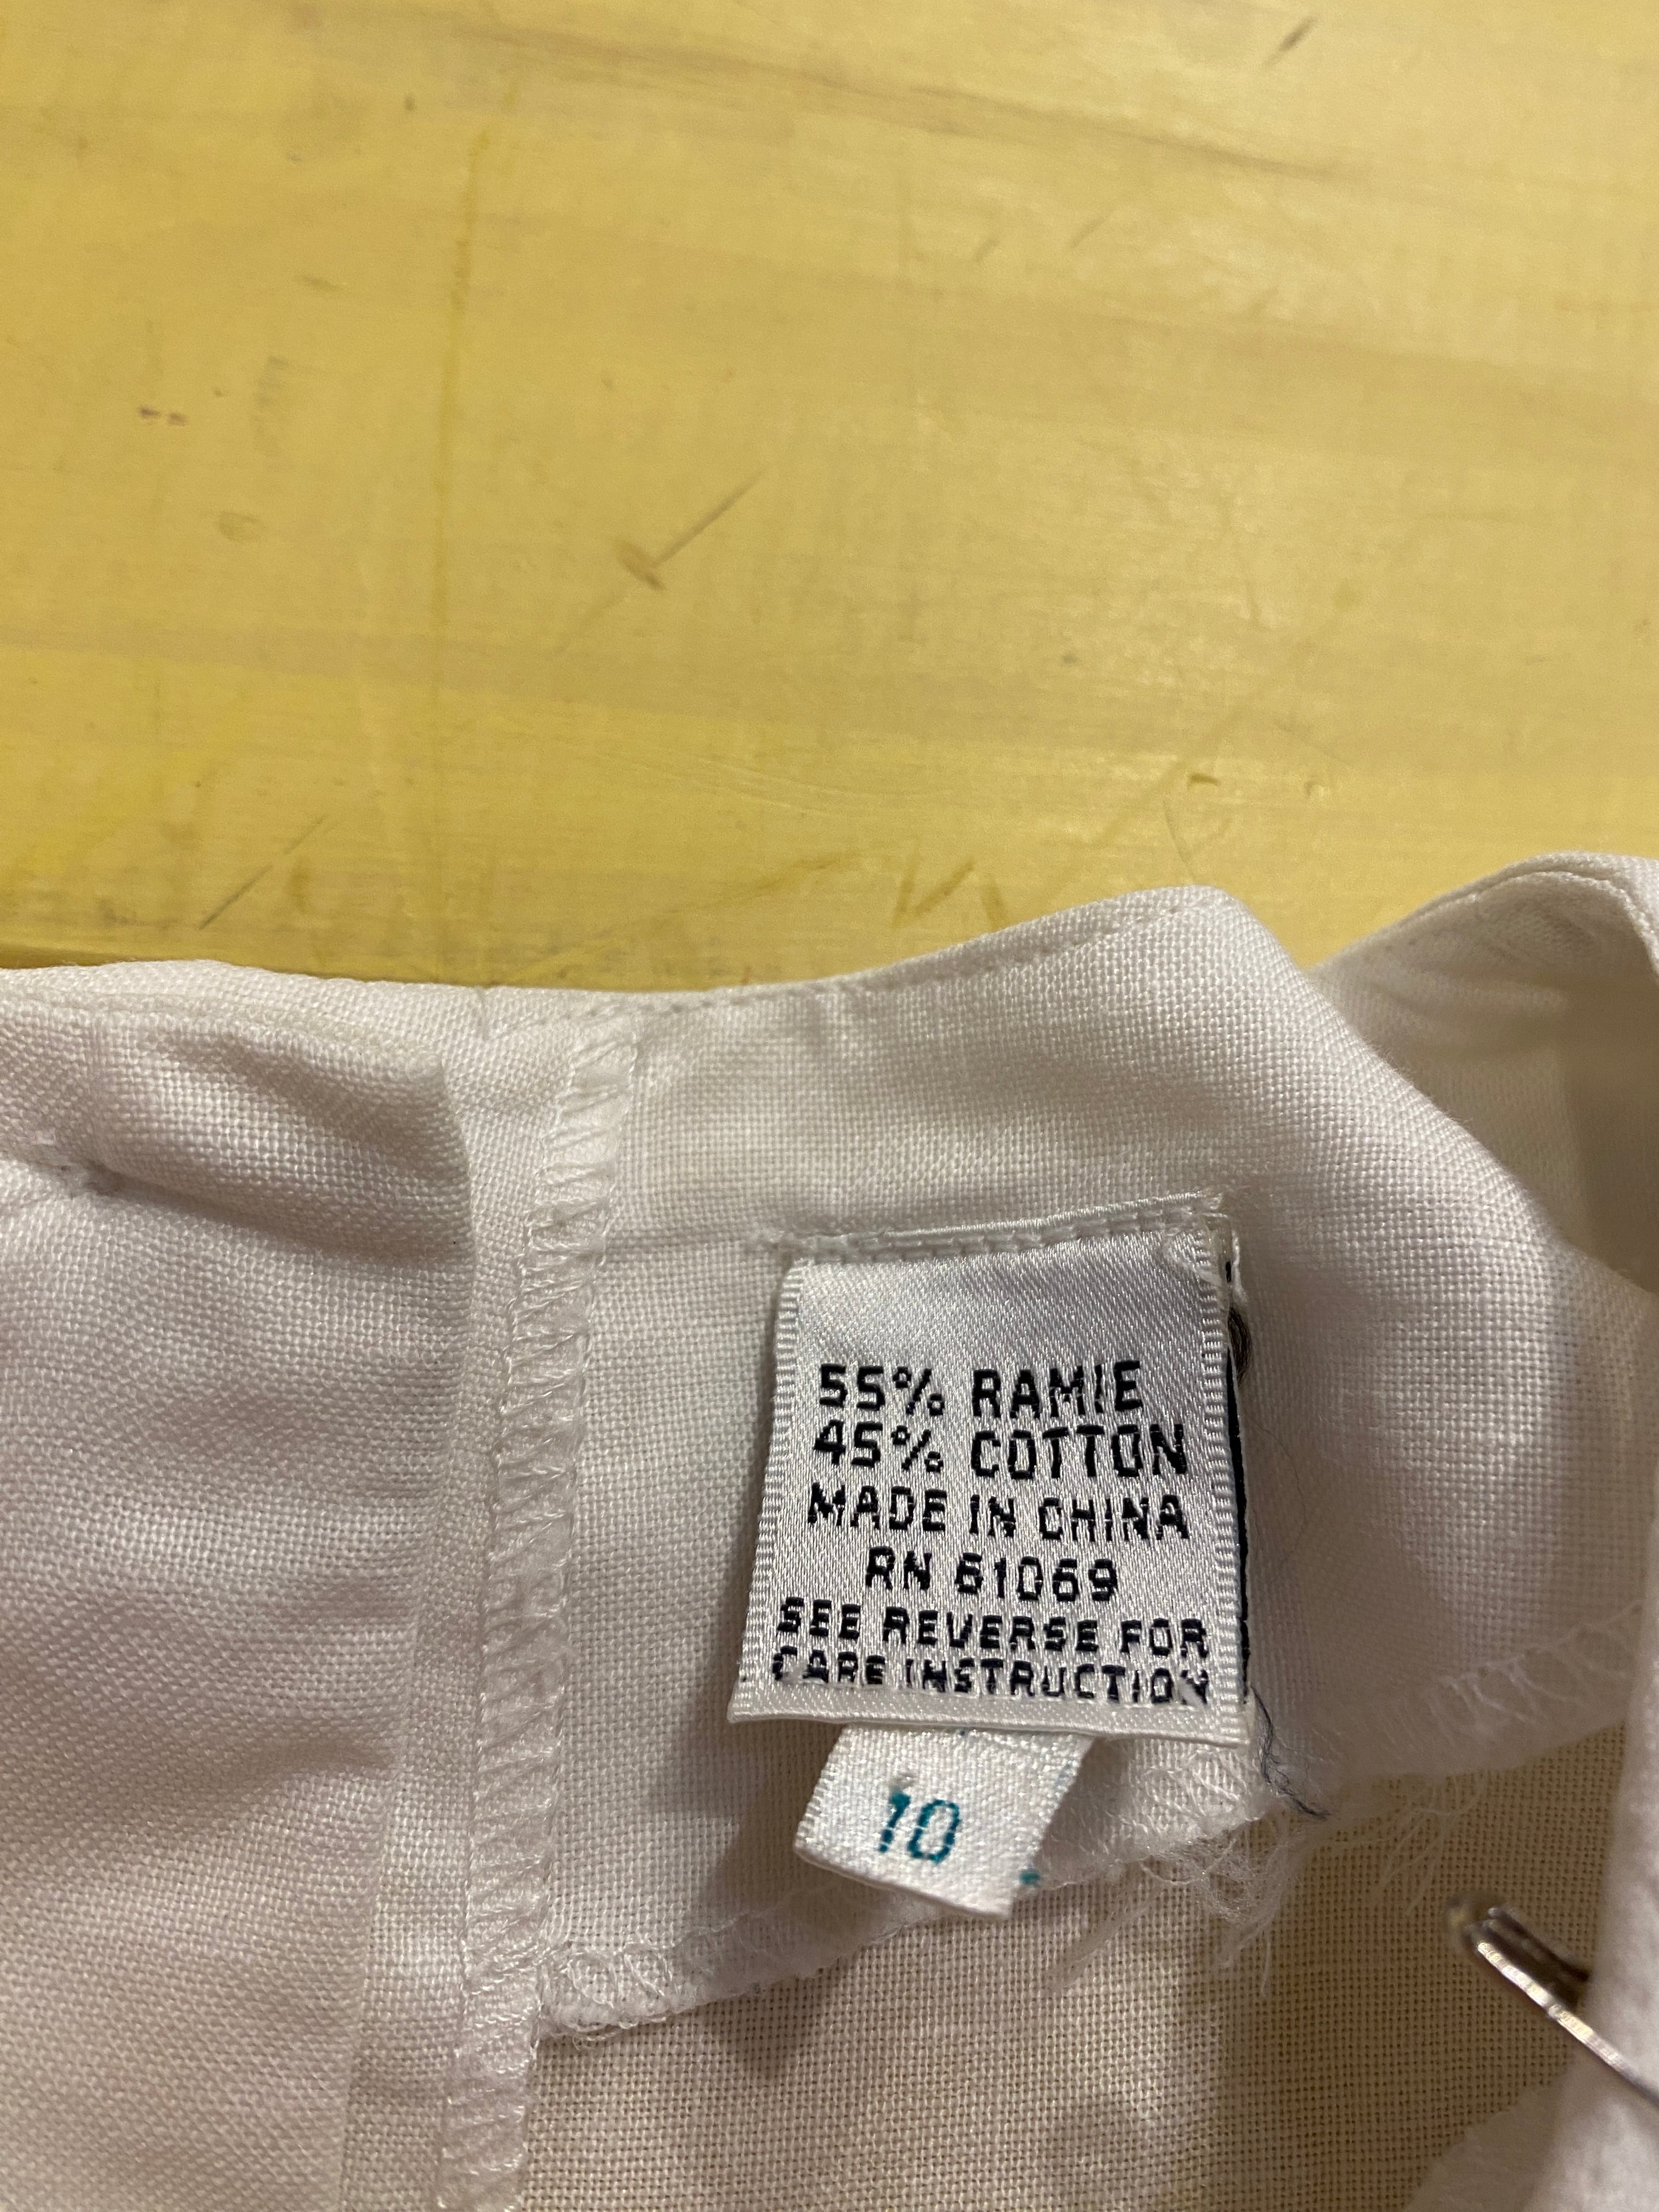 55% RAMIE
45% COTTON
MADE IN CHINA
RN 61069
SEE REVERSE FOR
CARE INSTRUCTION
10